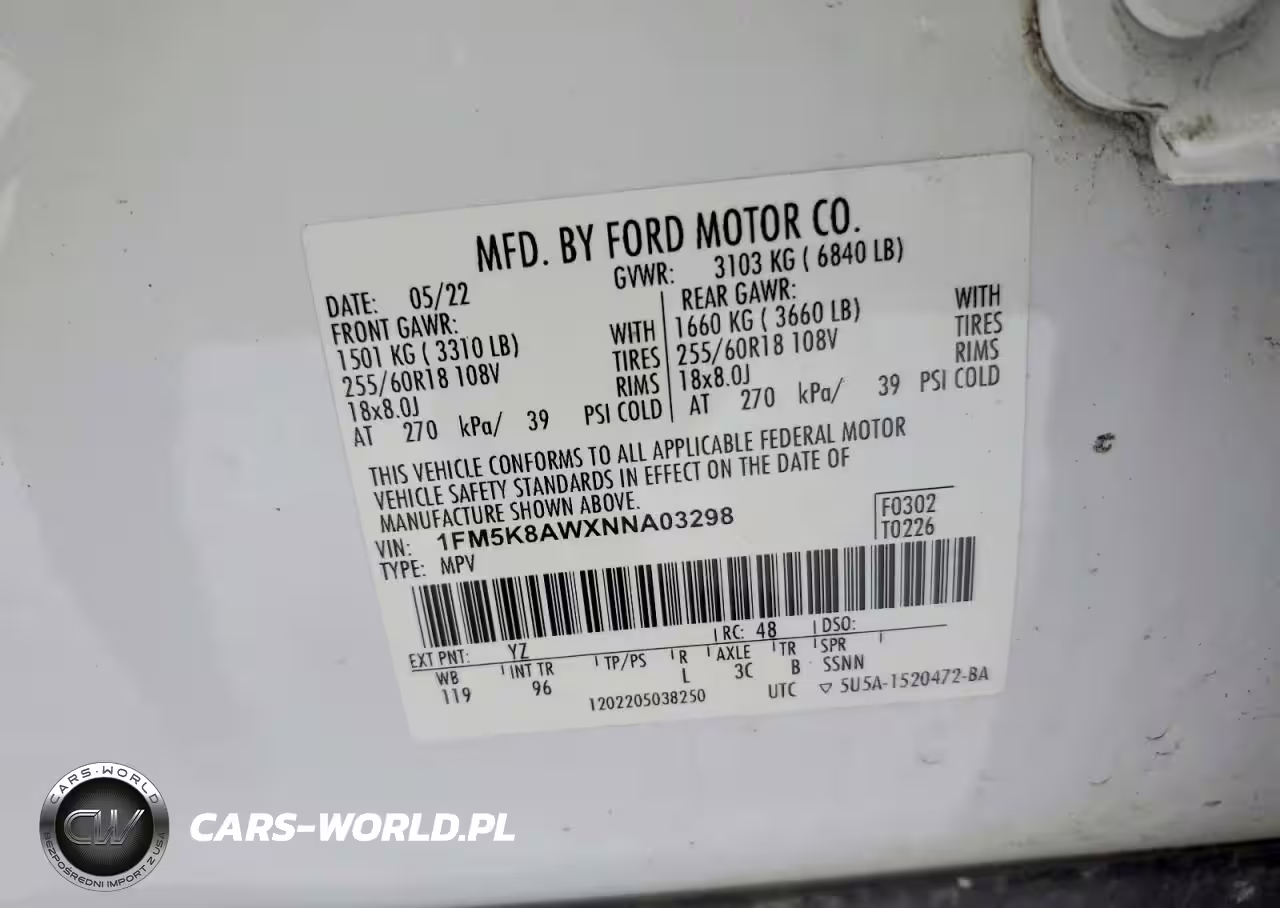 MFD. BY FORD MOTOR CO.
DATE: 05/22 GVWR: 3103 KG ( 6840 LB)
FRONT GAWR:
1501 KG ( 3310 LB) WITH
255/60R18 108V TIRES
18x8.0J RIMS
AT 270 kPa/ 39 PSI COLD
REAR GAWR:
1660 KG ( 3660 LB) WITH
255/60R18 108V TIRES
18x8.0J RIMS
AT 270 kPa/ 39 PSI COLD
THIS VEHICLE CONFORMS TO ALL APPLICABLE FEDERAL MOTOR
VEHICLE SAFETY STANDARDS IN EFFECT ON THE DATE OF
MANUFACTURE SHOWN ABOVE.
VIN: 1FM5K8AWXNNA03298
TYPE: MPV
F0302
T0226
EXT PNT: YZ RC: 48 DSO:
WB INT TR TP/PS R AXLE TR SPR
119 96 L 3C B SSNN
1202205038250 UTC ▽ 5U5A-1520472-BA
CARS-WORLD
CW
BEZPOŚREDNI IMPORT Z USA
CARS-WORLD.PL